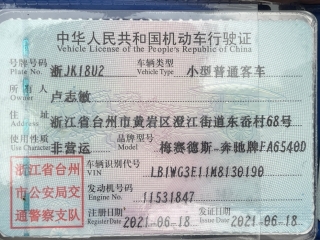 中华人民共和国机动车行驶证
Vehicle License of the People's Republic of China
号牌号码 浙JK18U2 车辆类型 小型普通客车
Plate No. Vehicle Type
所有人 卢志敏
Owner
住址 浙江省台州市黄岩区澄江街道东岙村68号
Address
使用性质 非营运 品牌型号 梅赛德斯-奔驰牌FA6540D
Use Character Model
车辆识别代号 LB1WG3E11M8130190
VIN
发动机号码 11531847
Engine No.
注册日期 2021-06-18 发证日期 2021-06-18
Register Date Issue Date
浙江省台州
市公安局交
通警察支队